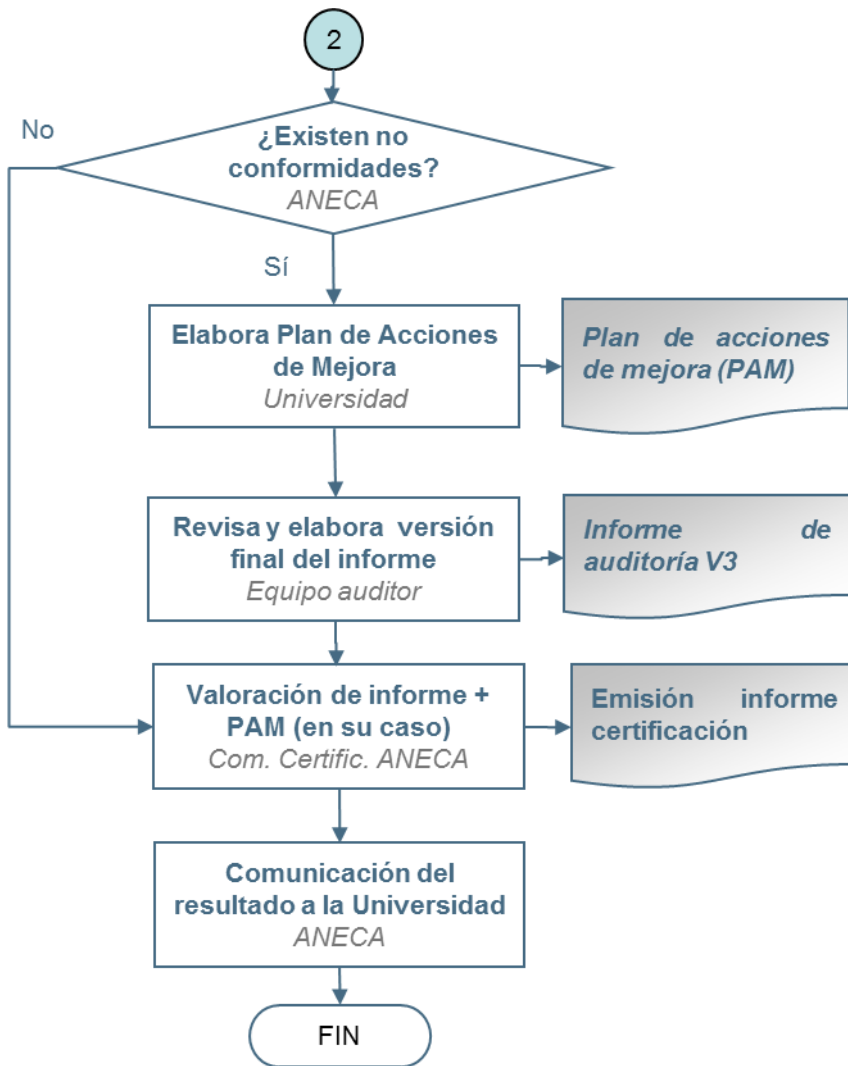 2
No
¿Existen no
conformidades?
ANECA
Sí
Elabora Plan de Acciones
de Mejora
Universidad
Plan de acciones
de mejora (PAM)
Revisa y elabora versión
final del informe
Equipo auditor
Informe de
auditoría V3
Valoración de informe +
PAM (en su caso)
Com. Certific. ANECA
Emisión informe
certificación
Comunicación del
resultado a la Universidad
ANECA
FIN